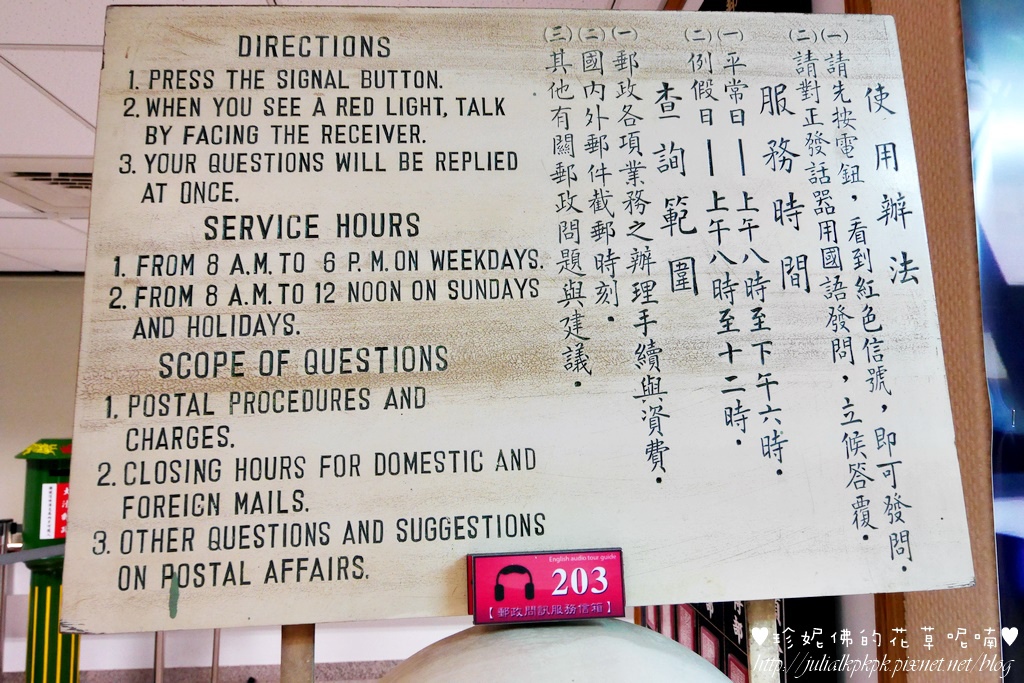 DIRECTIONS
1. PRESS THE SIGNAL BUTTON.
2. WHEN YOU SEE A RED LIGHT, TALK
BY FACING THE RECEIVER.
3. YOUR QUESTIONS WILL BE REPLIED
AT ONCE.
SERVICE HOURS
1. FROM 8 A.M. TO 6 P.M. ON WEEKDAYS.
2. FROM 8 A.M. TO 12 NOON ON SUNDAYS
AND HOLIDAYS.
SCOPE OF QUESTIONS
1. POSTAL PROCEDURES AND
CHARGES.
2. CLOSING HOURS FOR DOMESTIC AND
FOREIGN MAILS.
3. OTHER QUESTIONS AND SUGGESTIONS
ON POSTAL AFFAIRS.
使用辦法
㈠請先按電鈕，看到紅色信號，即可發問．
㈡請對正發話器用國語發問，立候答覆．
服務時間
㈠平常日——上午八時至下午六時．
㈡例假日——上午八時至十二時．
查詢範圍
㈠郵政各項業務之辦理手續與資費．
㈡國內外郵件截郵時刻．
㈢其他有關郵政問題與建議．
English audio tour guide
203
【郵政問訊服務信箱】
♥珍妮佛的花草呢喃♥
http://julialkpkpk.pixnet.net/blog